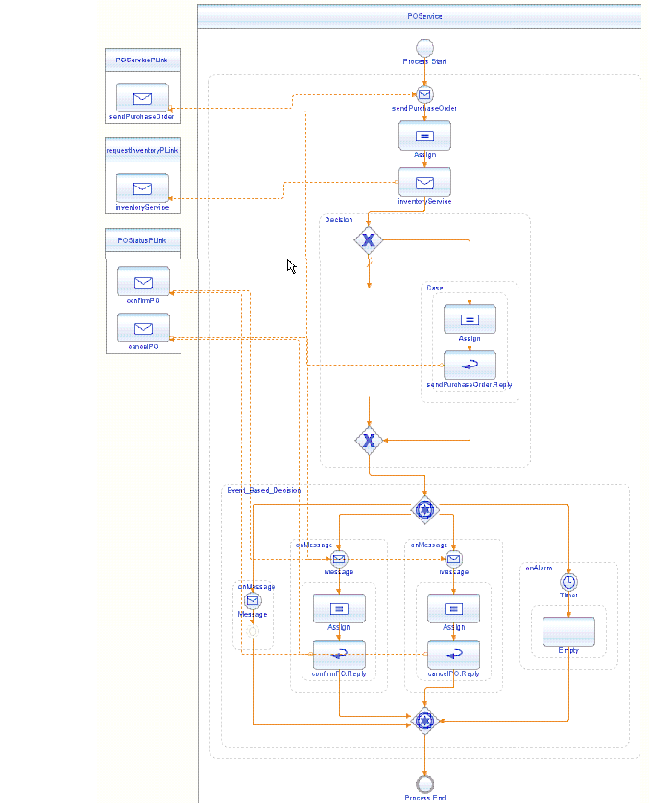 POService
POServicePLink
Process Start
sendPurchaseOrder
sendPurchaseOrder
requestInventoryPLink
Assign
inventoryService
inventoryService
POStatusPLink
Decision
confirmPO
Case
cancelPO
Assign
sendPurchaseOrder.Reply
Event_Based_Decision
onMessage
onMessage
onAlarm
Message
Message
onMessage
Timer
Message
Assign
Assign
Empty
confirmPO.Reply
cancelPO.Reply
Process End